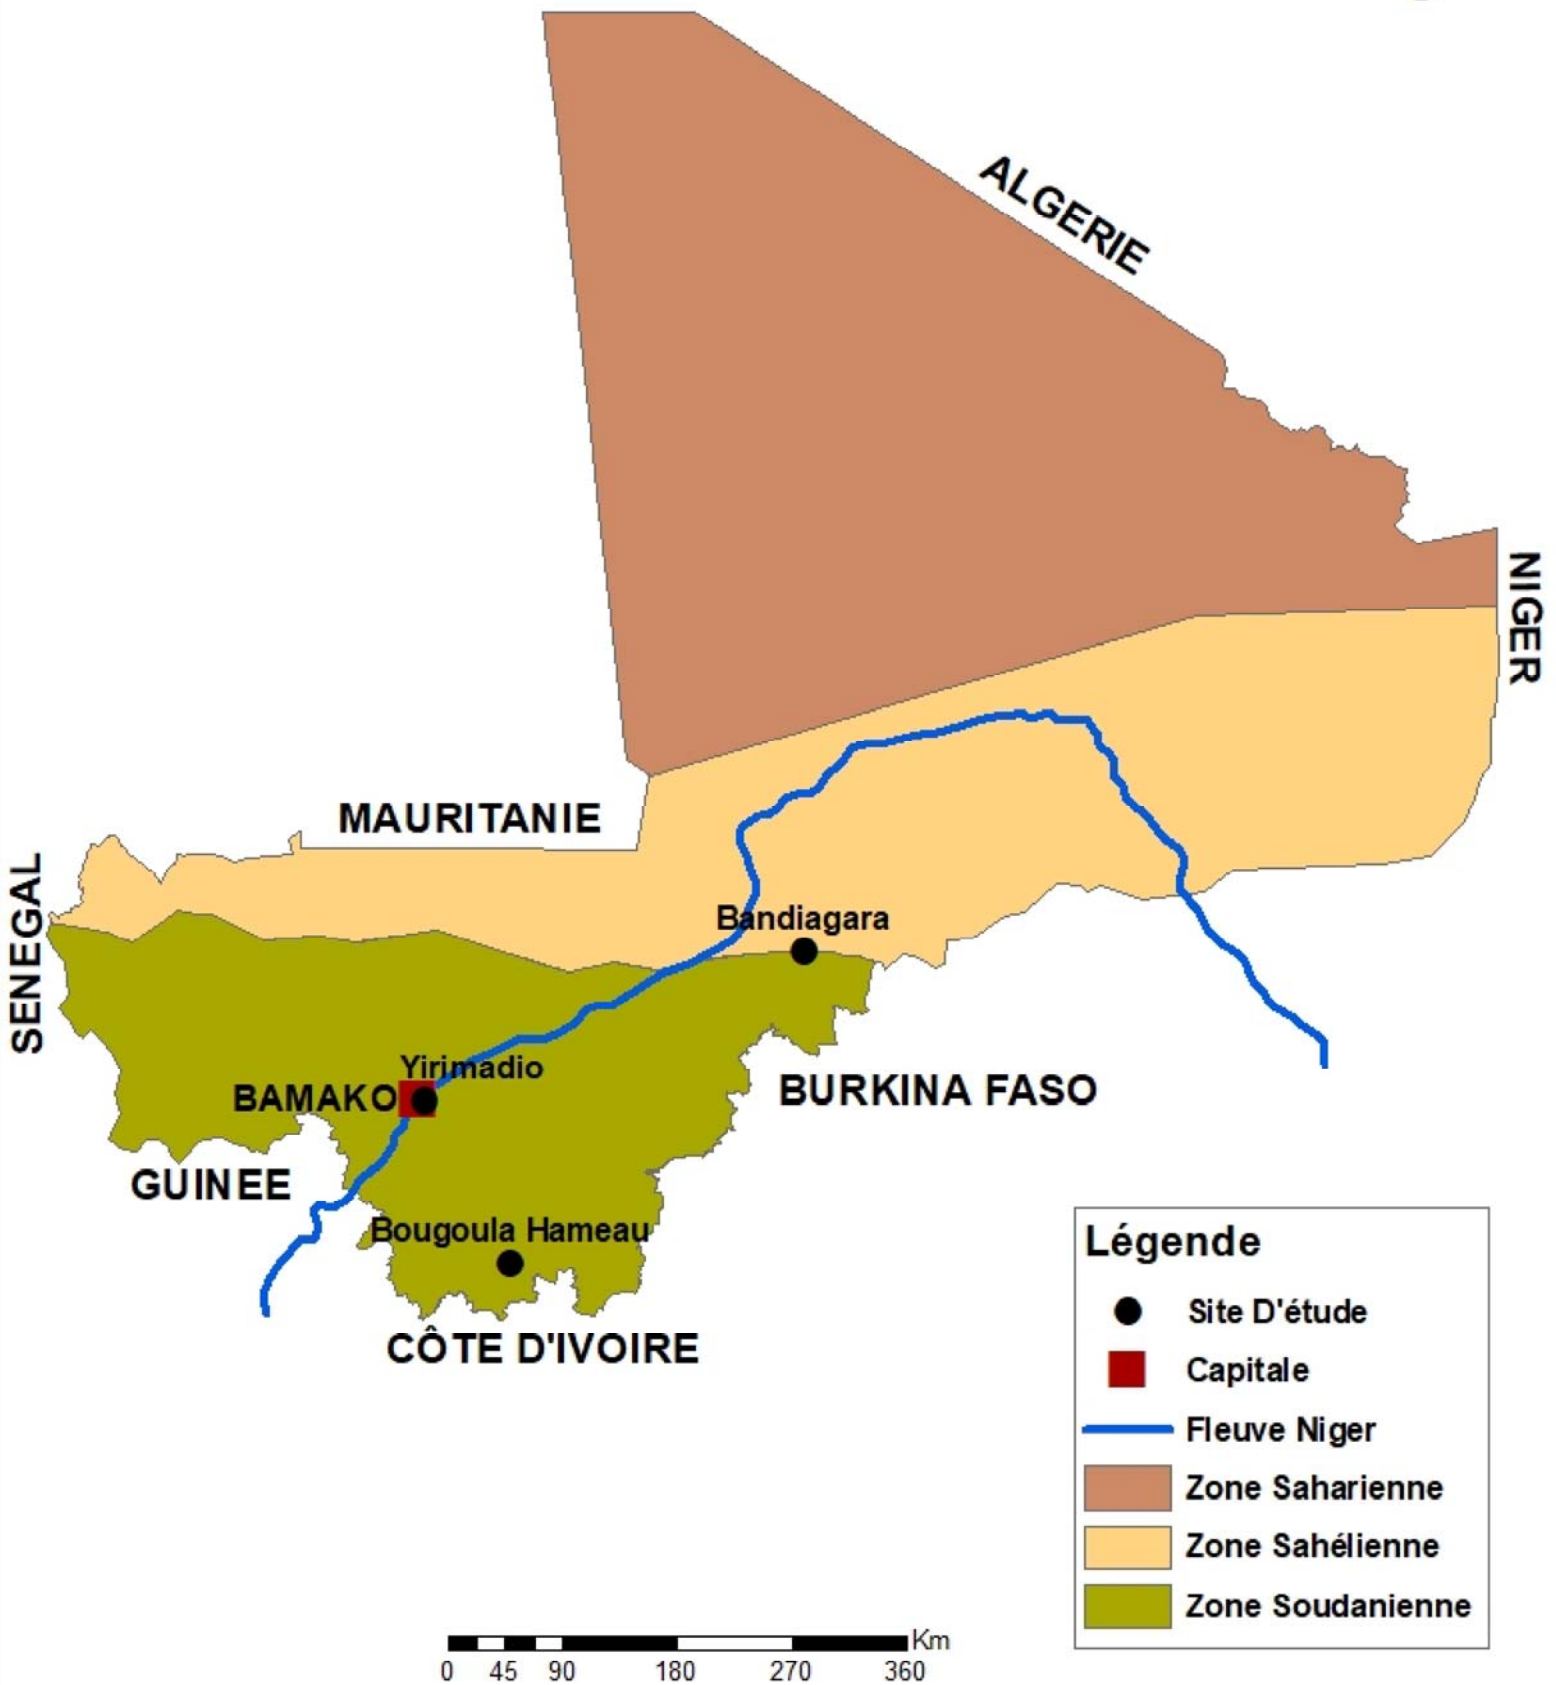 ALGERIE
NIGER
MAURITANIE
SENEGAL
Bandiagara
Yirimadio
BAMAKO
BURKINA FASO
GUINEE
Bougoula Hameau
CÔTE D'IVOIRE
Légende
Site D'étude
Capitale
Fleuve Niger
Zone Saharienne
Zone Sahélienne
Zone Soudanienne
Km
0 45 90 180 270 360